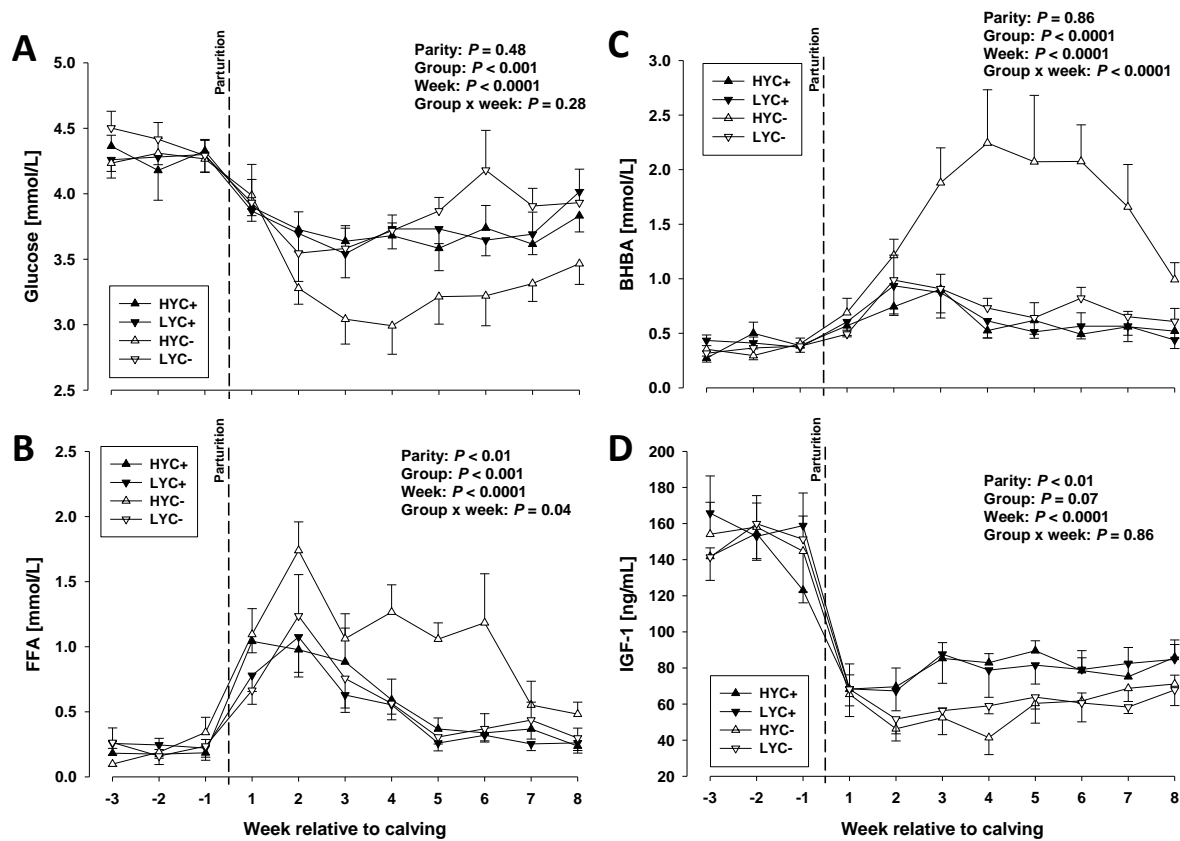 A
Parity: P = 0.48
Group: P < 0.001
Week: P < 0.0001
Group x week: P = 0.28
Parturition
5.0
4.5
4.0
3.5
3.0
2.5
Glucose [mmol/L]
HYC+
LYC+
HYC-
LYC-
C
Parity: P = 0.86
Group: P < 0.0001
Week: P < 0.0001
Group x week: P < 0.0001
Parturition
3.0
2.5
2.0
1.5
1.0
0.5
0.0
BHBA [mmol/L]
HYC+
LYC+
HYC-
LYC-
B
Parity: P < 0.01
Group: P < 0.001
Week: P < 0.0001
Group x week: P = 0.04
Parturition
2.5
2.0
1.5
1.0
0.5
0.0
FFA [mmol/L]
HYC+
LYC+
HYC-
LYC-
-3 -2 -1 1 2 3 4 5 6 7 8
Week relative to calving
D
Parity: P < 0.01
Group: P = 0.07
Week: P < 0.0001
Group x week: P = 0.86
Parturition
200
180
160
140
120
100
80
60
40
20
IGF-1 [ng/mL]
HYC+
LYC+
HYC-
LYC-
-3 -2 -1 1 2 3 4 5 6 7 8
Week relative to calving